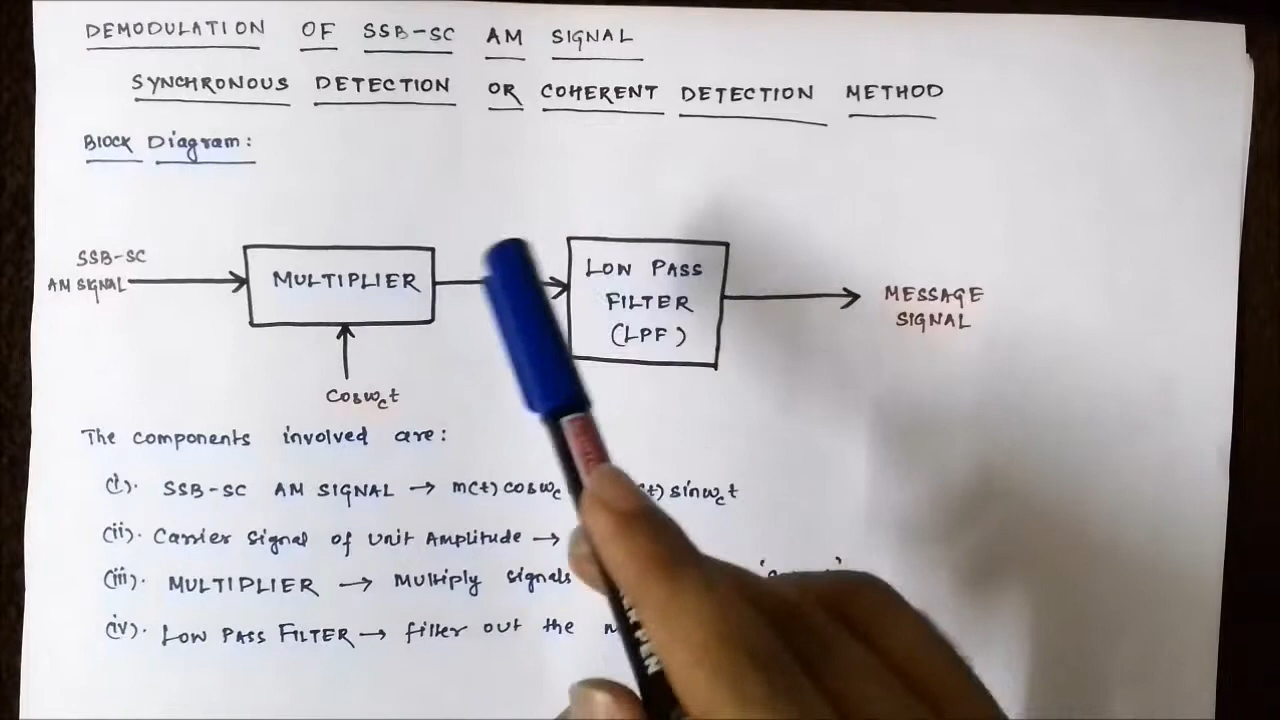 DEMODULATION OF SSB-SC AM SIGNAL
SYNCHRONOUS DETECTION OR COHERENT DETECTION METHOD
Block Diagram:
SSB-SC
AM SIGNAL
MULTIPLIER
LOW PASS
FILTER
(LPF)
MESSAGE
SIGNAL
cosωct
The components involved are:
(i). SSB-SC AM SIGNAL → m(t) cosωc (t) sinωct
(ii). Carrier Signal of Unit Amplitude →
(iii). MULTIPLIER → Multiply signals
(iv). LOW PASS FILTER → filter out the
PEN